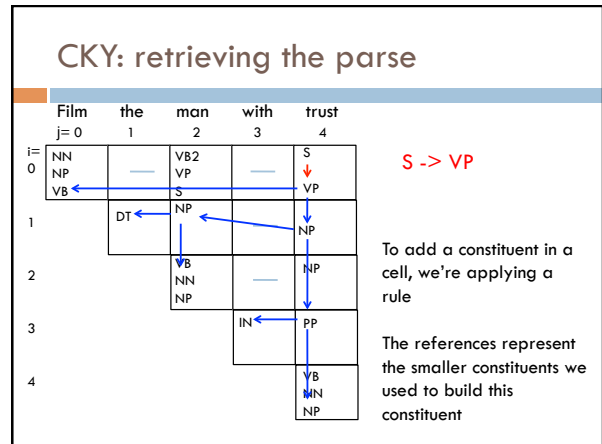 CKY: retrieving the parse
Film the man with trust
j= 0 1 2 3 4
i=
0
NN VB2 S
NP VP
VB S VP
S -> VP
1
DT NP NP
2
VB NP
NN
NP
3
IN PP
4
VB
NN
NP
To add a constituent in a
cell, we’re applying a
rule
The references represent
the smaller constituents we
used to build this
constituent